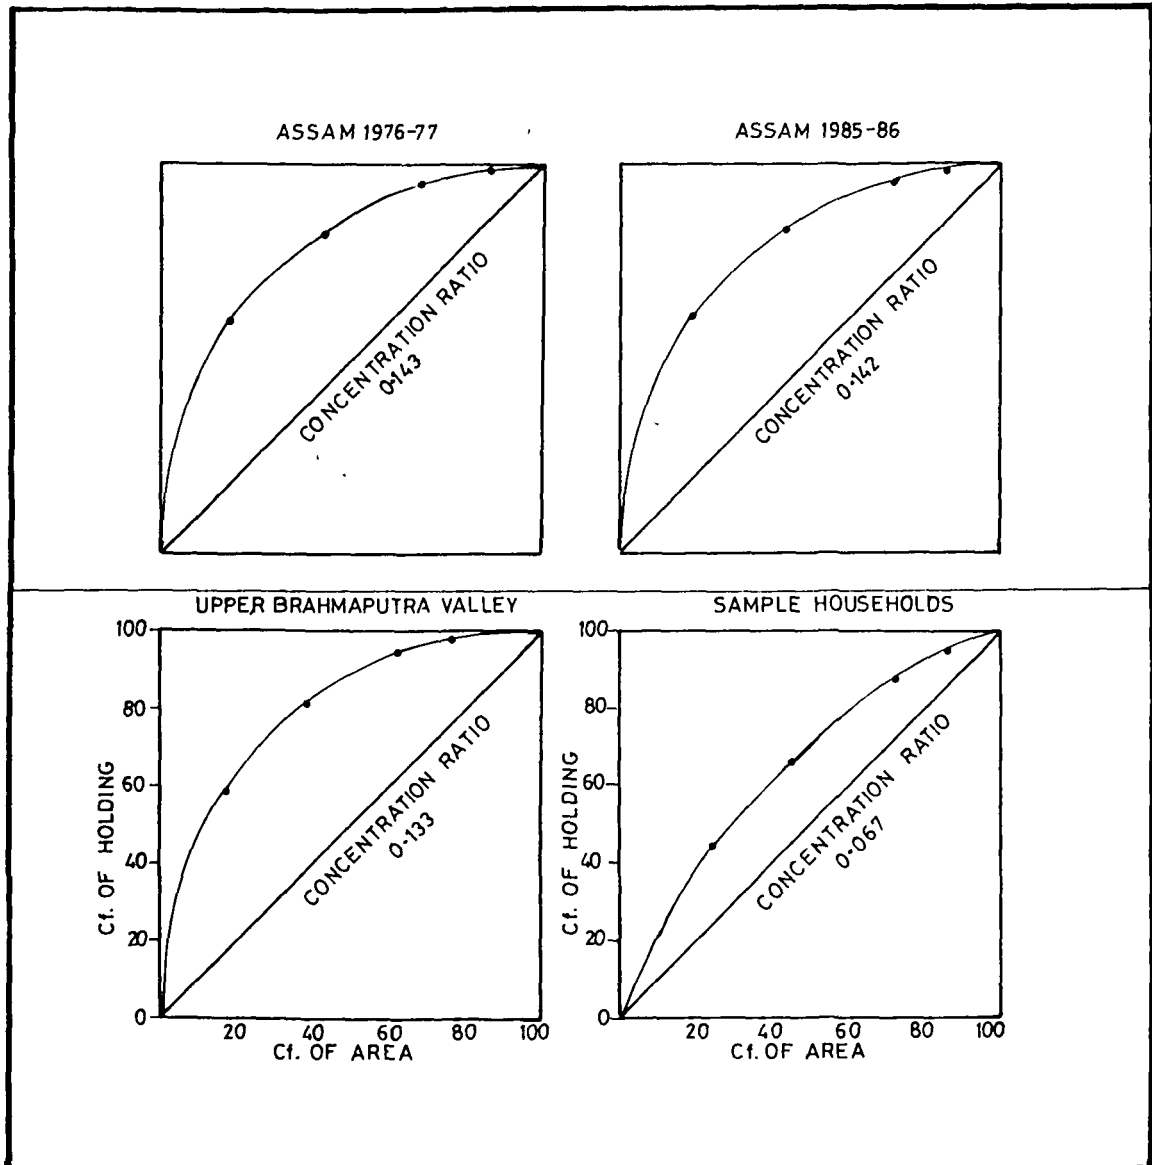 ASSAM 1976-77
CONCENTRATION RATIO
0.143
ASSAM 1985-86
CONCENTRATION RATIO
0.142
UPPER BRAHMAPUTRA VALLEY
100
80
60
40
20
0
Cf. OF HOLDING
CONCENTRATION RATIO
0.133
20 40 60 80 100
Cf. OF AREA
SAMPLE HOUSEHOLDS
100
80
60
40
20
0
Cf. OF HOLDING
CONCENTRATION RATIO
0.067
20 40 60 80 100
Cf. OF AREA